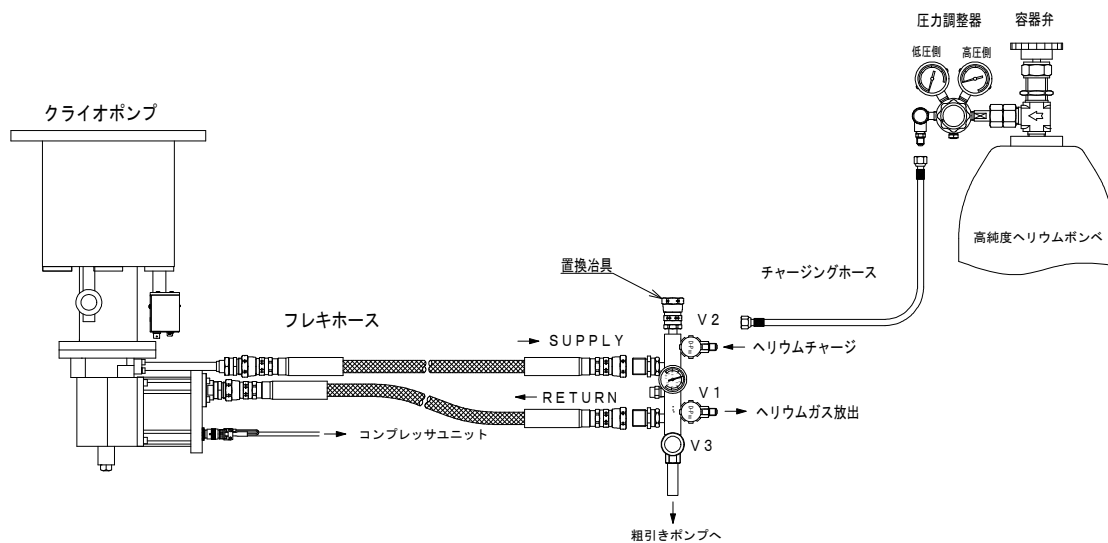 圧力調整器
容器弁
低圧側
高圧側
クライオポンプ
高純度ヘリウムボンベ
置換冶具
チャージングホース
フレキホース
V2
→ SUPPLY
← ヘリウムチャージ
← RETURN
V1
→ ヘリウムガス放出
→ コンプレッサユニット
V3
粗引きポンプへ